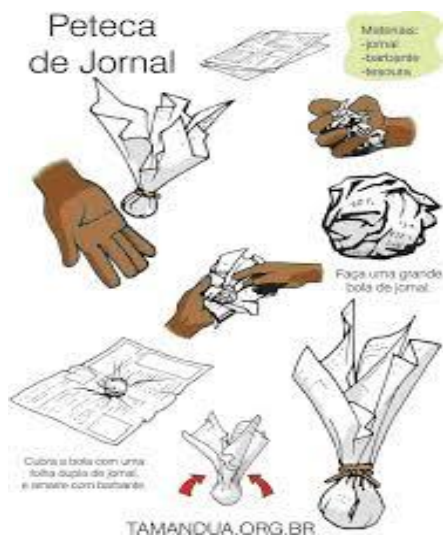 Peteca
de Jornal
Materiais:
-jornal
-barbante
-tesoura
Faça uma grande
bola de jornal.
Cubra a bola com uma
folha dupla de jornal,
e amarre com barbante.
TAMANDUA.ORG.BR